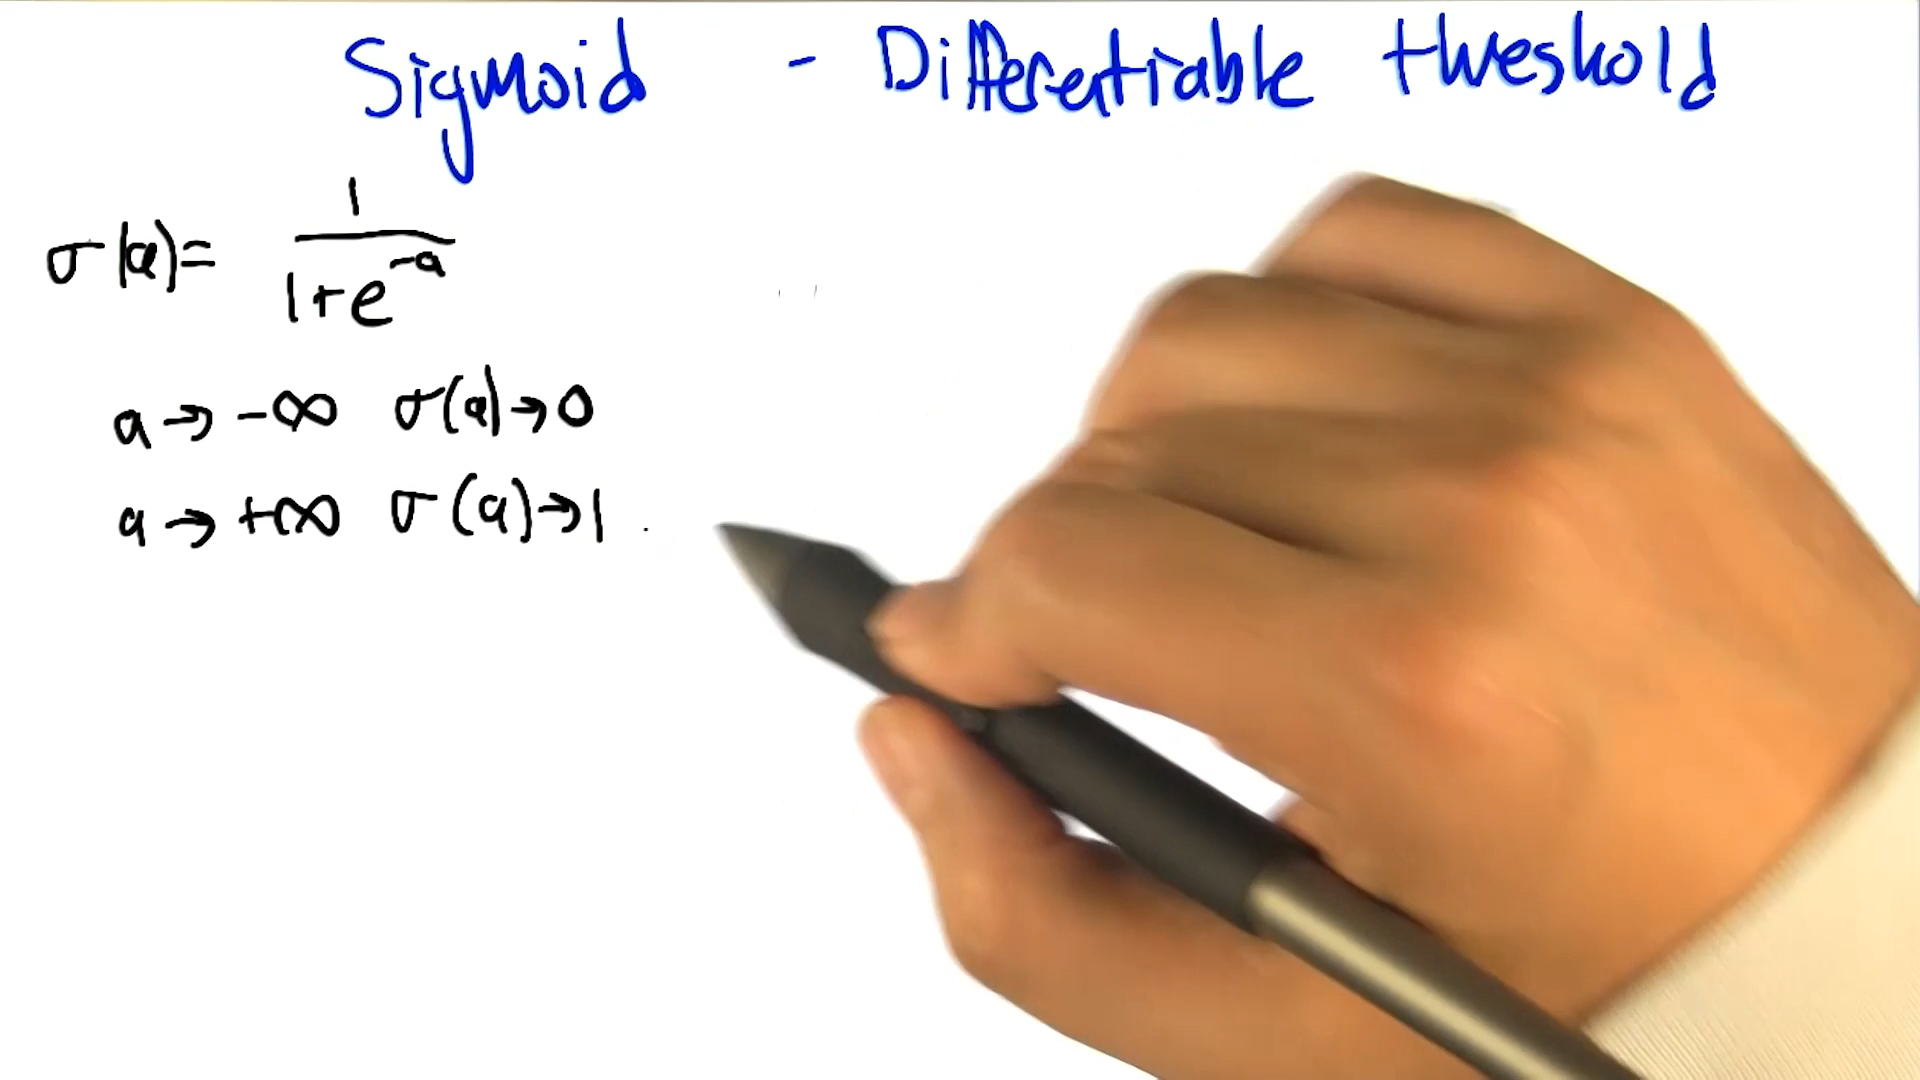 Sigmoid - Differentiable threshold
σ(a) = 1 / (1+e^-a)
a → -∞ σ(a) → 0
a → +∞ σ(a) → 1